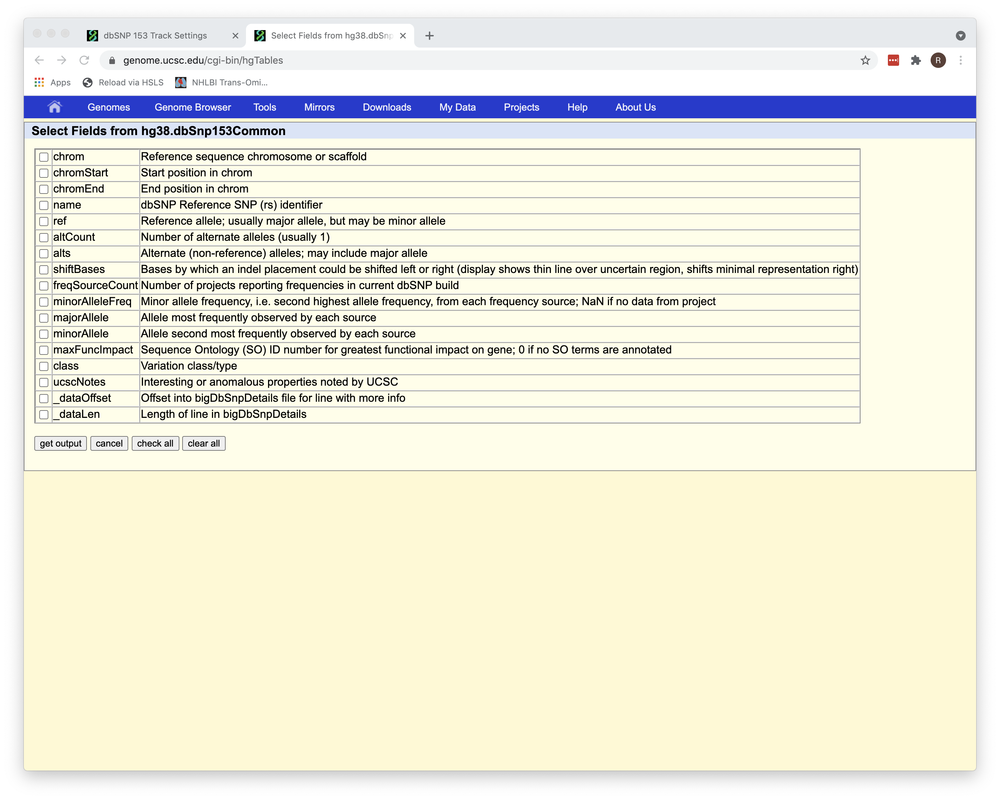 dbSNP 153 Track Settings
Select Fields from hg38.dbSnp
genome.ucsc.edu/cgi-bin/hgTables
R
Apps Reload via HSLS NHLBI Trans-Omi...
Genomes Genome Browser Tools Mirrors Downloads My Data Projects Help About Us
Select Fields from hg38.dbSnp153Common
chrom Reference sequence chromosome or scaffold
chromStart Start position in chrom
chromEnd End position in chrom
name dbSNP Reference SNP (rs) identifier
ref Reference allele; usually major allele, but may be minor allele
altCount Number of alternate alleles (usually 1)
alts Alternate (non-reference) alleles; may include major allele
shiftBases Bases by which an indel placement could be shifted left or right (display shows thin line over uncertain region, shifts minimal representation right)
freqSourceCount Number of projects reporting frequencies in current dbSNP build
minorAlleleFreq Minor allele frequency, i.e. second highest allele frequency, from each frequency source; NaN if no data from project
majorAllele Allele most frequently observed by each source
minorAllele Allele second most frequently observed by each source
maxFuncImpact Sequence Ontology (SO) ID number for greatest functional impact on gene; 0 if no SO terms are annotated
class Variation class/type
ucscNotes Interesting or anomalous properties noted by UCSC
_dataOffset Offset into bigDbSnpDetails file for line with more info
_dataLen Length of line in bigDbSnpDetails
get output cancel check all clear all